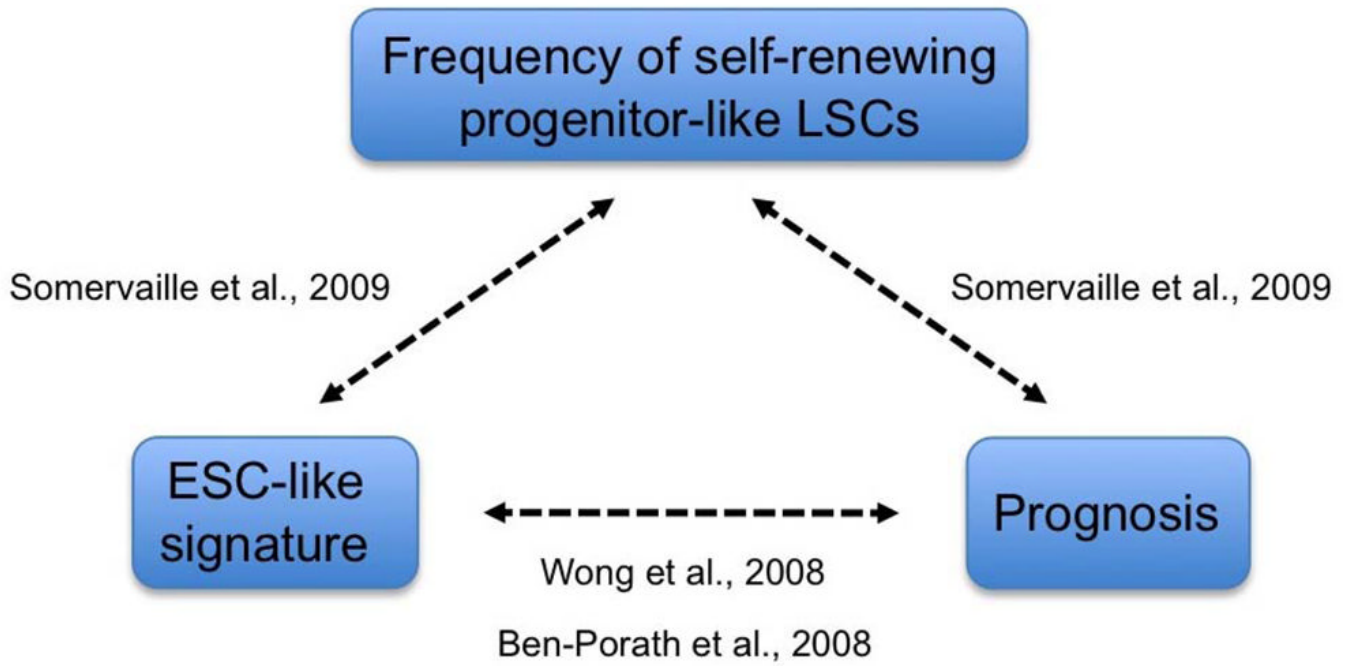 Frequency of self-renewing
progenitor-like LSCs
Somervaille et al., 2009
Somervaille et al., 2009
ESC-like
signature
Prognosis
Wong et al., 2008
Ben-Porath et al., 2008